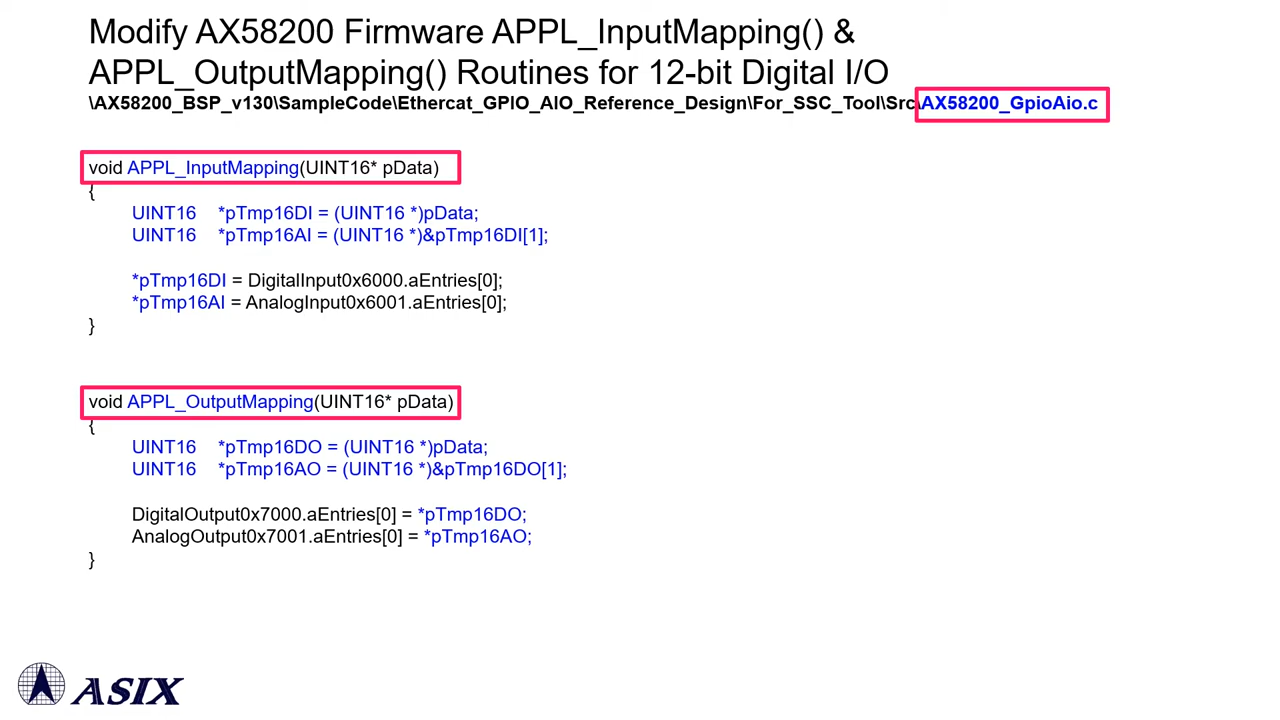 Modify AX58200 Firmware APPL_InputMapping() &
APPL_OutputMapping() Routines for 12-bit Digital I/O
\AX58200_BSP_v130\SampleCode\Ethercat_GPIO_AIO_Reference_Design\For_SSC_Tool\Src\AX58200_GpioAio.c
void APPL_InputMapping(UINT16* pData)
{
UINT16 *pTmp16DI = (UINT16 *)pData;
UINT16 *pTmp16AI = (UINT16 *)&pTmp16DI[1];
*pTmp16DI = DigitalInput0x6000.aEntries[0];
*pTmp16AI = AnalogInput0x6001.aEntries[0];
}
void APPL_OutputMapping(UINT16* pData)
{
UINT16 *pTmp16DO = (UINT16 *)pData;
UINT16 *pTmp16AO = (UINT16 *)&pTmp16DO[1];
DigitalOutput0x7000.aEntries[0] = *pTmp16DO;
AnalogOutput0x7001.aEntries[0] = *pTmp16AO;
}
ASIX